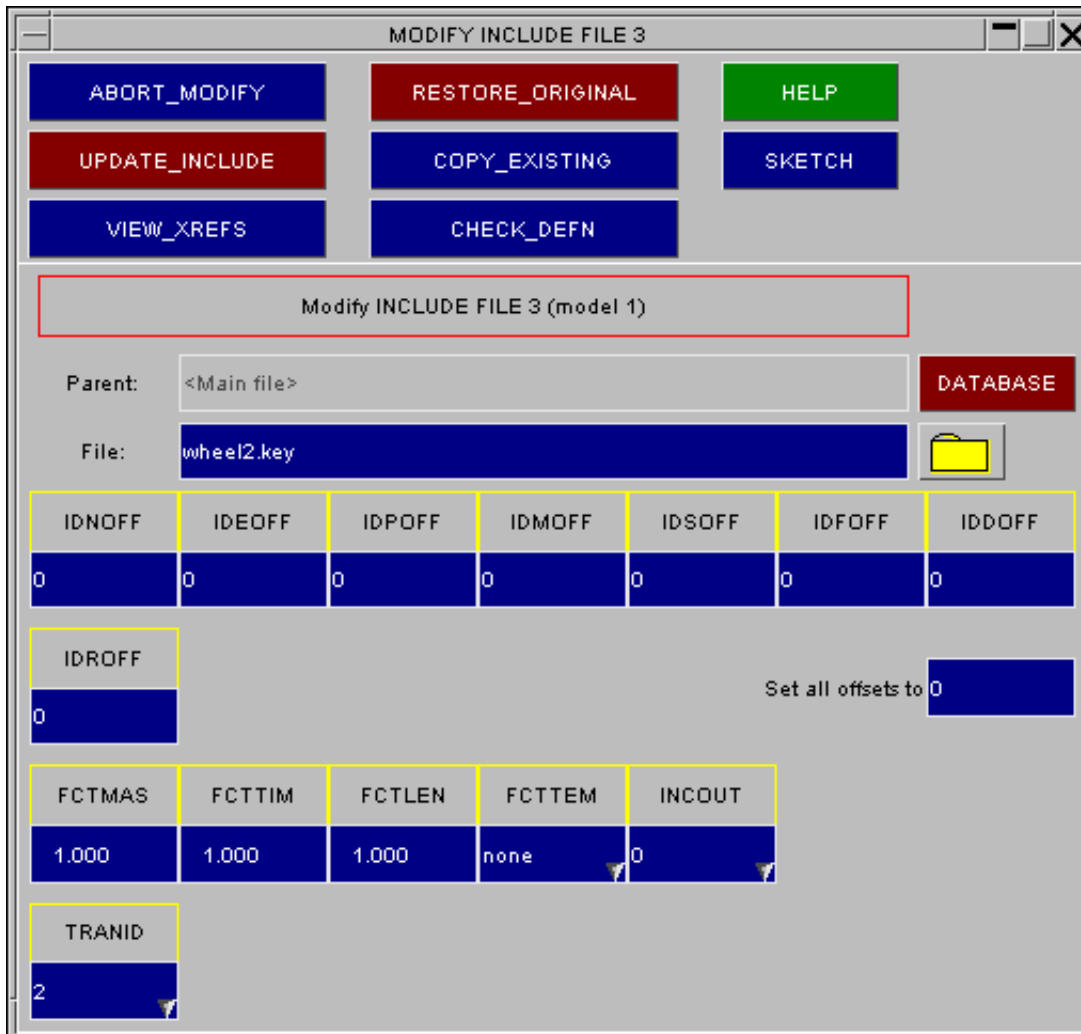 MODIFY INCLUDE FILE 3
ABORT_MODIFY RESTORE_ORIGINAL HELP
UPDATE_INCLUDE COPY_EXISTING SKETCH
VIEW_XREFS CHECK_DEFN
Modify INCLUDE FILE 3 (model 1)
Parent: <Main file> DATABASE
File: wheel2.key
IDNOFF IDEOFF IDPOFF IDMOFF IDSOFF IDFOFF IDDOFF
0 0 0 0 0 0 0
IDROFF
Set all offsets to 0
0
FCTMAS FCTTIM FCTLEN FCTTEM INCOUT
1.000 1.000 1.000 none 0
TRANID
2